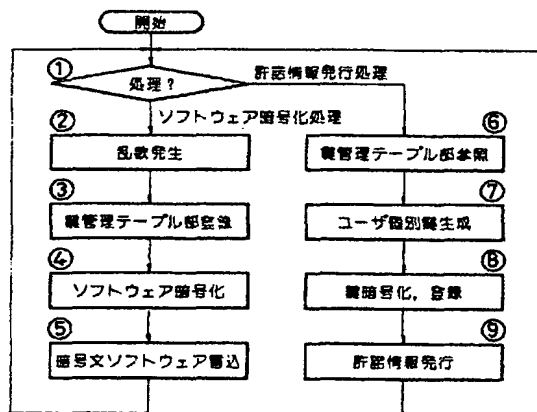 開始
①
処理?
許諾情報発行処理
ソフトウェア暗号化処理
②
乱数発生
③
鍵管理テーブル部登録
④
ソフトウェア暗号化
⑤
暗号文ソフトウェア書込
⑥
鍵管理テーブル部参照
⑦
ユーザ識別鍵生成
⑧
鍵暗号化,登録
⑨
許諾情報発行